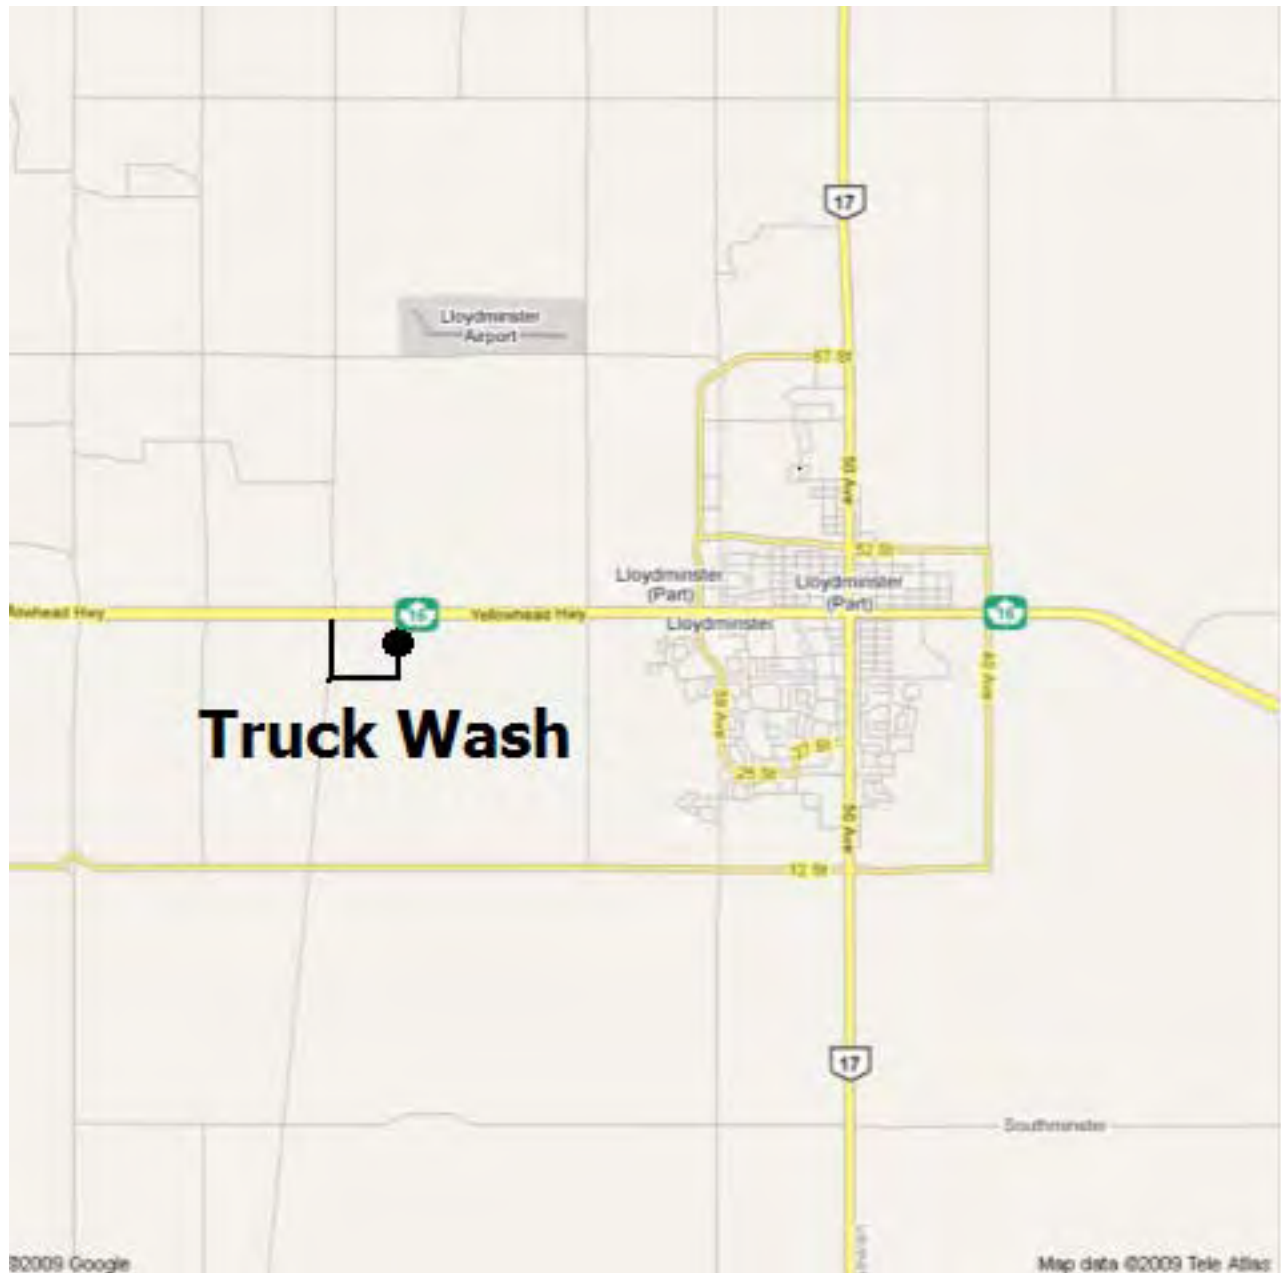 17
Lloydminster
Airport
67 St
50 Ave
52 St
Lloydminster
(Part)
Lloydminster
(Part)
llowhead Hwy
16
Yellowhead Hwy
16
Lloydminster
Truck Wash
59 Ave
40 Ave
27 St
25 St
50 Ave
12 St
17
Southminster
©2009 Google
Map data ©2009 Tele Atlas